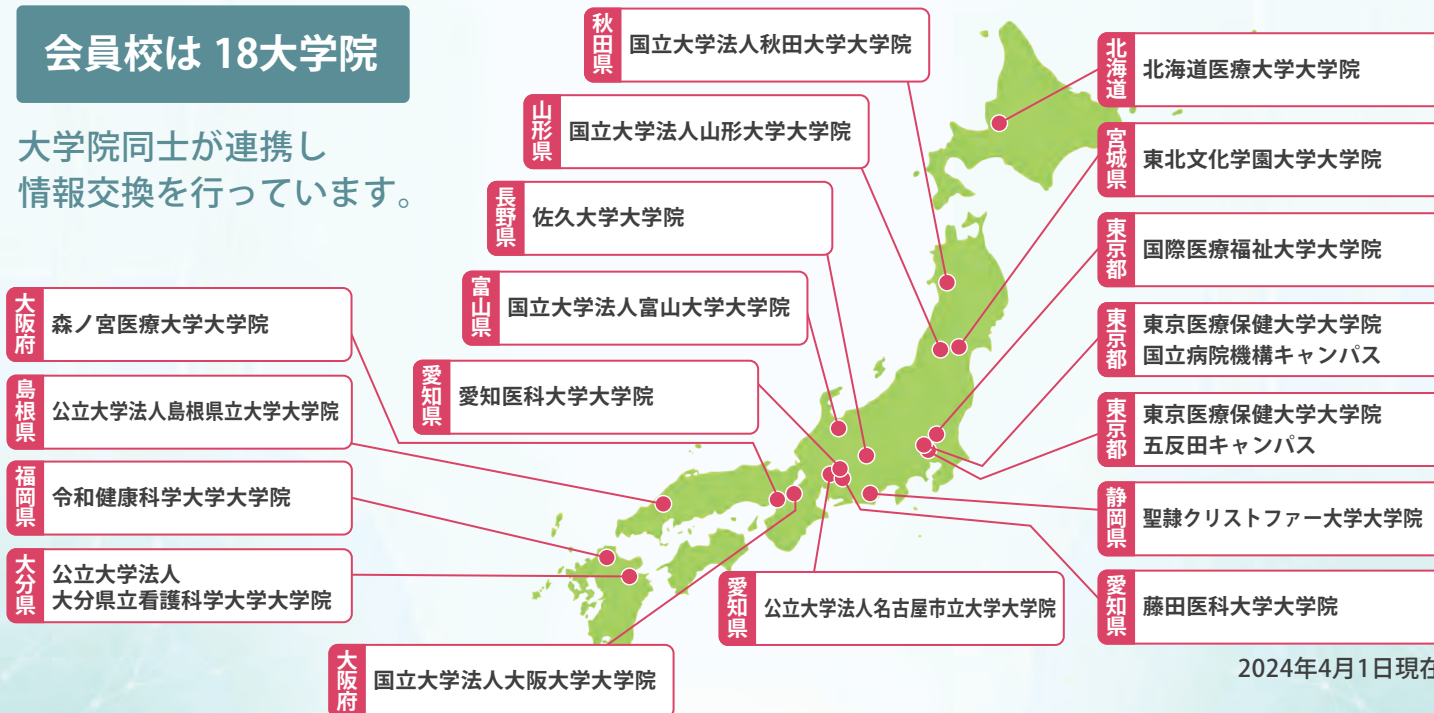 会員校は 18大学院
大学院同士が連携し
情報交換を行っています。
秋田県
国立大学法人秋田大学大学院
山形県
国立大学法人山形大学大学院
長野県
佐久大学大学院
富山県
国立大学法人富山大学大学院
愛知県
愛知医科大学大学院
大阪府
森ノ宮医療大学大学院
島根県
公立大学法人島根県立大学大学院
福岡県
令和健康科学大学大学院
大分県
公立大学法人
大分県立看護科学大学大学院
大阪府
国立大学法人大阪大学大学院
愛知県
公立大学法人名古屋市立大学大学院
北海道
北海道医療大学大学院
宮城県
東北文化学園大学大学院
東京都
国際医療福祉大学大学院
東京都
東京医療保健大学大学院
国立病院機構キャンパス
東京都
東京医療保健大学大学院
五反田キャンパス
静岡県
聖隷クリストファー大学大学院
愛知県
藤田医科大学大学院
2024年4月1日現在